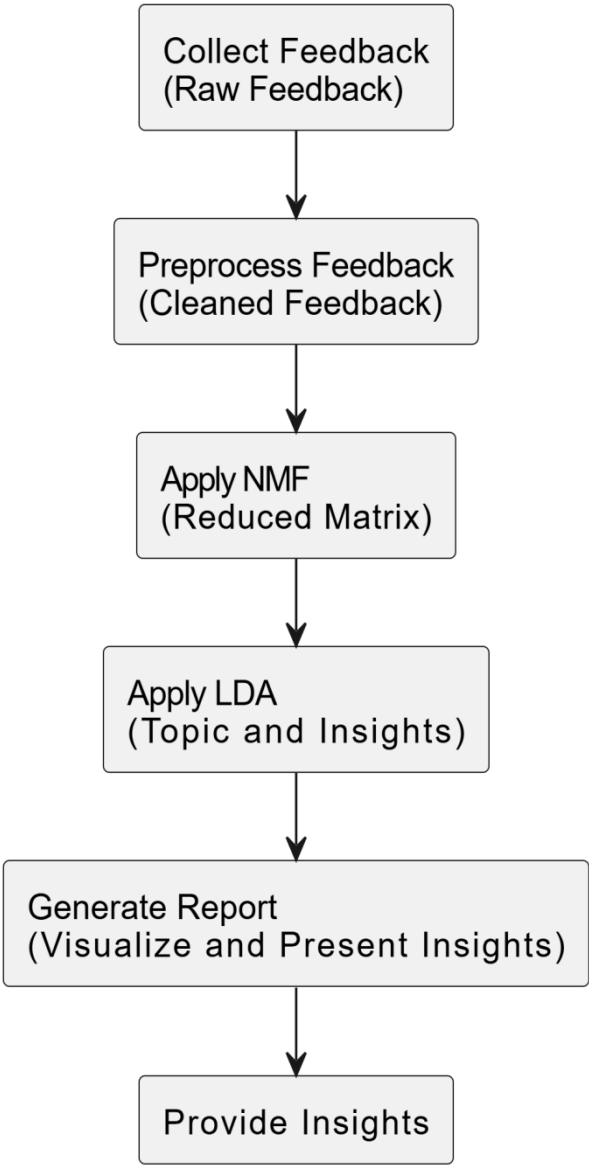 Collect Feedback
(Raw Feedback)
Preprocess Feedback
(Cleaned Feedback)
Apply NMF
(Reduced Matrix)
Apply LDA
(Topic and Insights)
Generate Report
(Visualize and Present Insights)
Provide Insights